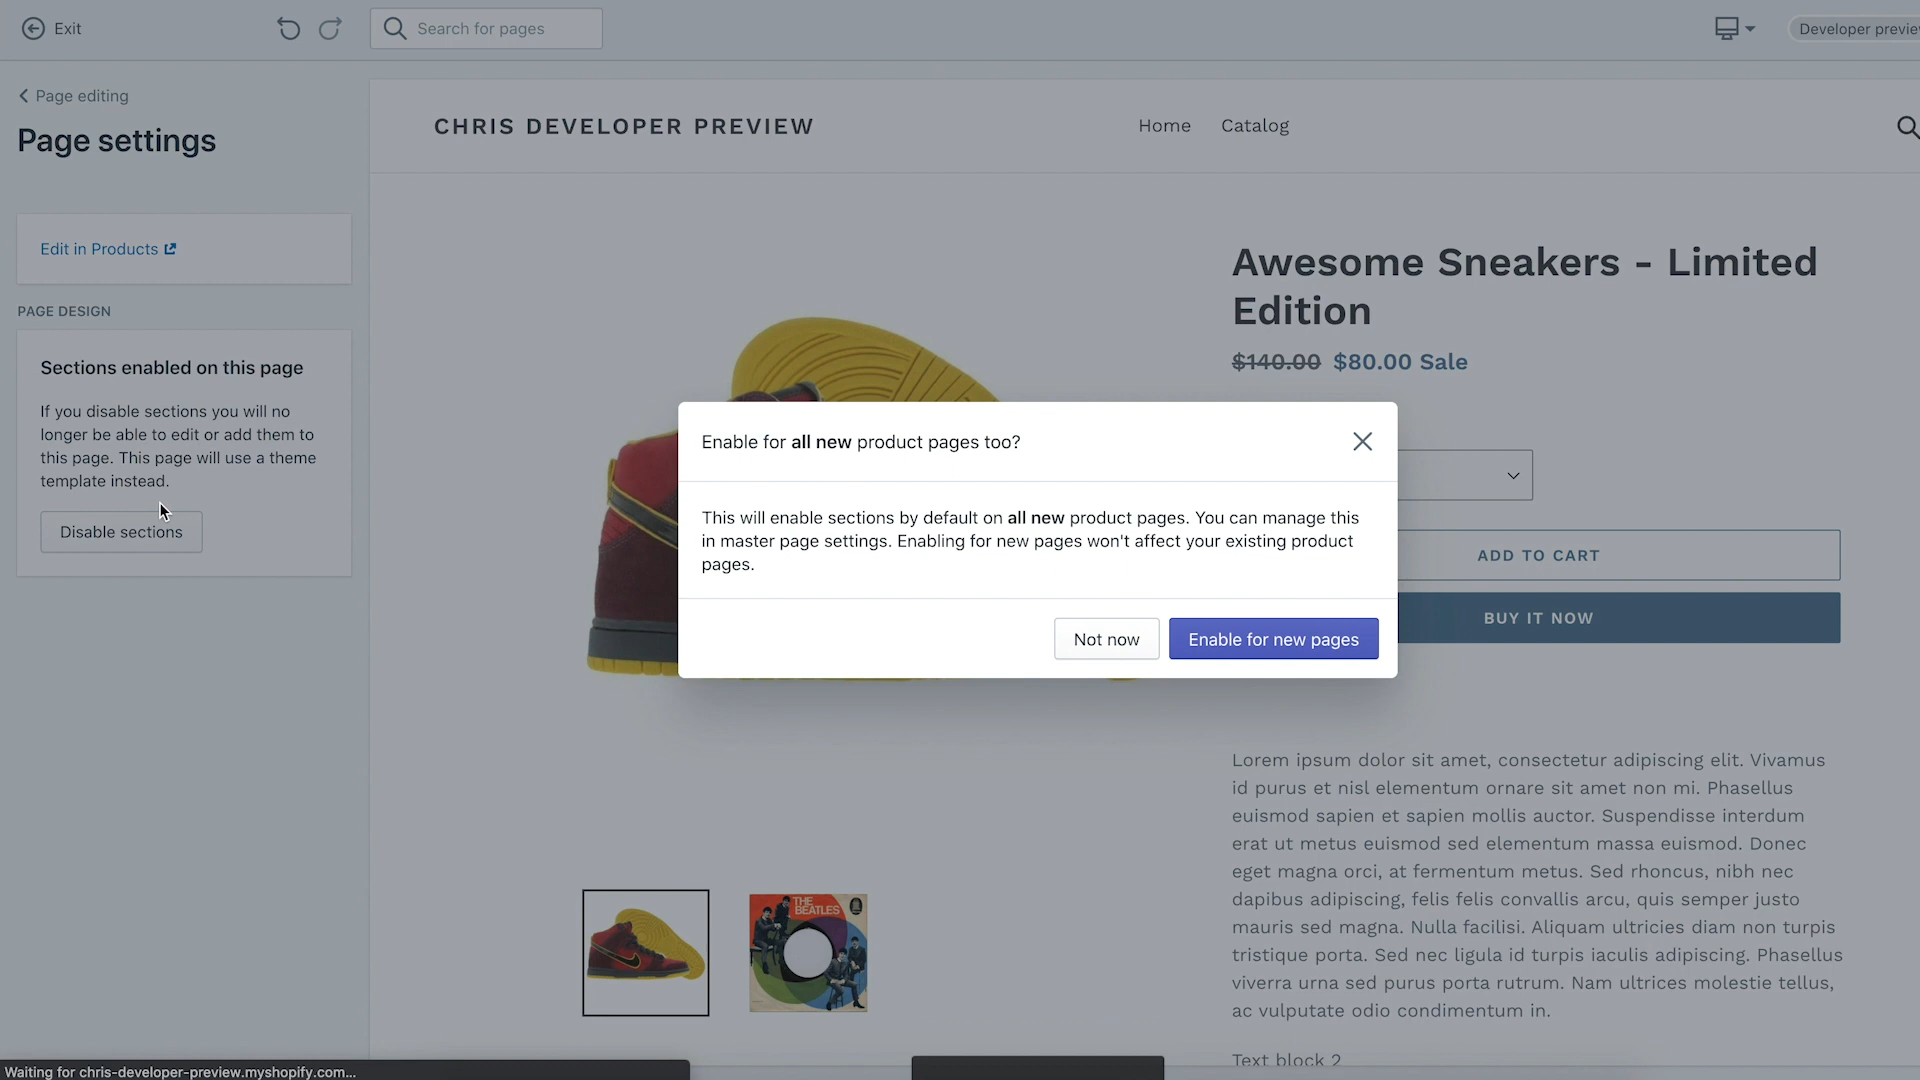 Exit
Search for pages
Developer preview
Page editing
Page settings
Edit in Products
PAGE DESIGN
Sections enabled on this page
If you disable sections you will no
longer be able to edit or add them to
this page. This page will use a theme
template instead.
Disable sections
CHRIS DEVELOPER PREVIEW
Home
Catalog
Awesome Sneakers - Limited
Edition
$140.00 $80.00 Sale
ADD TO CART
BUY IT NOW
Enable for all new product pages too?
This will enable sections by default on all new product pages. You can manage this
in master page settings. Enabling for new pages won't affect your existing product
pages.
Not now
Enable for new pages
THE
BEATLES
Lorem ipsum dolor sit amet, consectetur adipiscing elit. Vivamus
id purus et nisl elementum ornare sit amet non mi. Phasellus
euismod sapien et sapien mollis auctor. Suspendisse interdum
erat ut metus euismod sed elementum massa euismod. Donec
eget magna orci, at fermentum metus. Sed rhoncus, nibh nec
dapibus adipiscing, felis felis convallis arcu, quis semper justo
mauris sed magna. Nulla facilisi. Aliquam ultricies diam non turpis
tristique porta. Sed nec ligula id turpis iaculis adipiscing. Phasellus
viverra urna sed purus porta rutrum. Nam ultrices molestie tellus,
ac vulputate odio condimentum in.
Text block 2
Waiting for chris-developer-preview.myshopify.com...